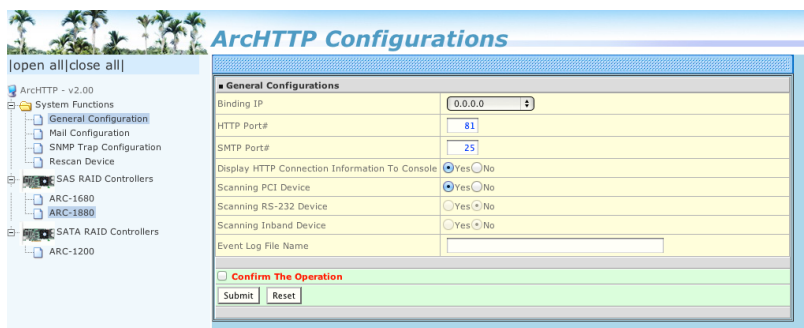 ArcHTTP Configurations
|open all|close all|
ArcHTTP - v2.00
System Functions
General Configuration
Mail Configuration
SNMP Trap Configuration
Rescan Device
SAS RAID Controllers
ARC-1680
ARC-1880
SATA RAID Controllers
ARC-1200
General Configurations
Binding IP 0.0.0.0
HTTP Port# 81
SMTP Port# 25
Display HTTP Connection Information To Console Yes No
Scanning PCI Device Yes No
Scanning RS-232 Device Yes No
Scanning Inband Device Yes No
Event Log File Name
Confirm The Operation
Submit Reset